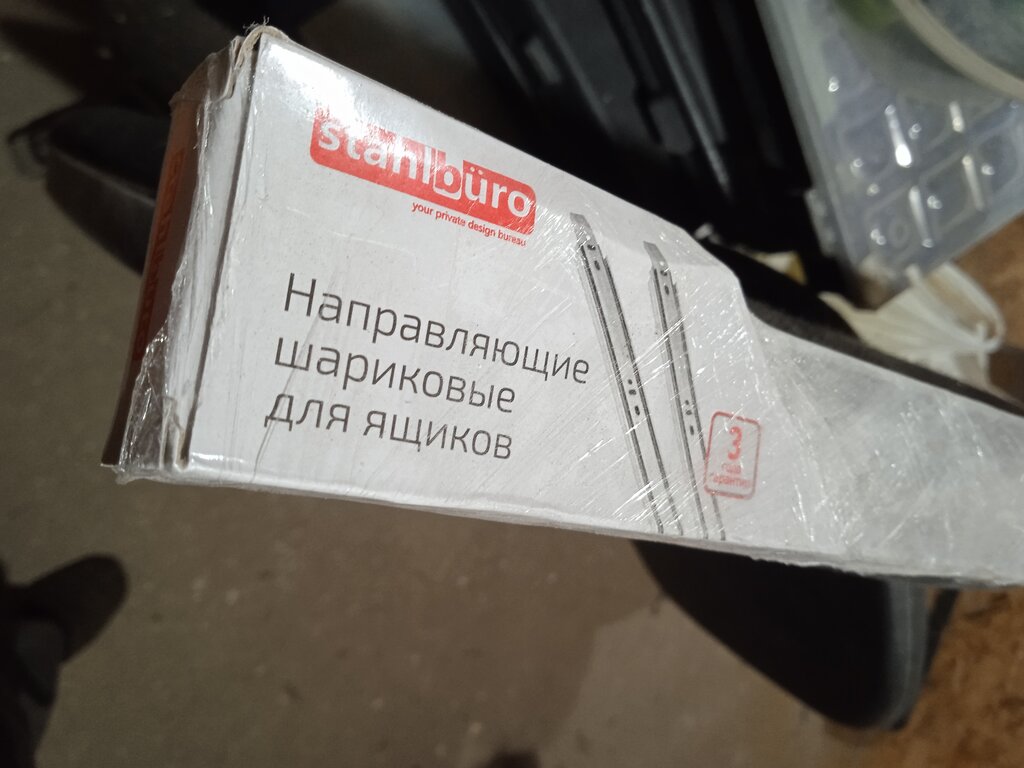 stahlbüro
your private design bureau
Направляющие
шариковые
для ящиков
3